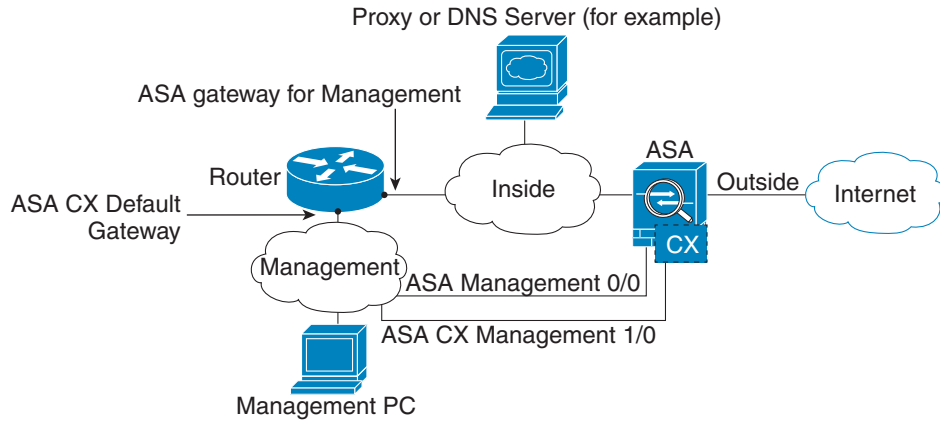 Proxy or DNS Server (for example)
ASA gateway for Management
ASA
Router
Inside
Outside
Internet
ASA CX Default
Gateway
CX
Management
ASA Management 0/0
ASA CX Management 1/0
Management PC